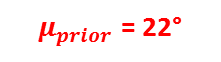 μprior = 22°